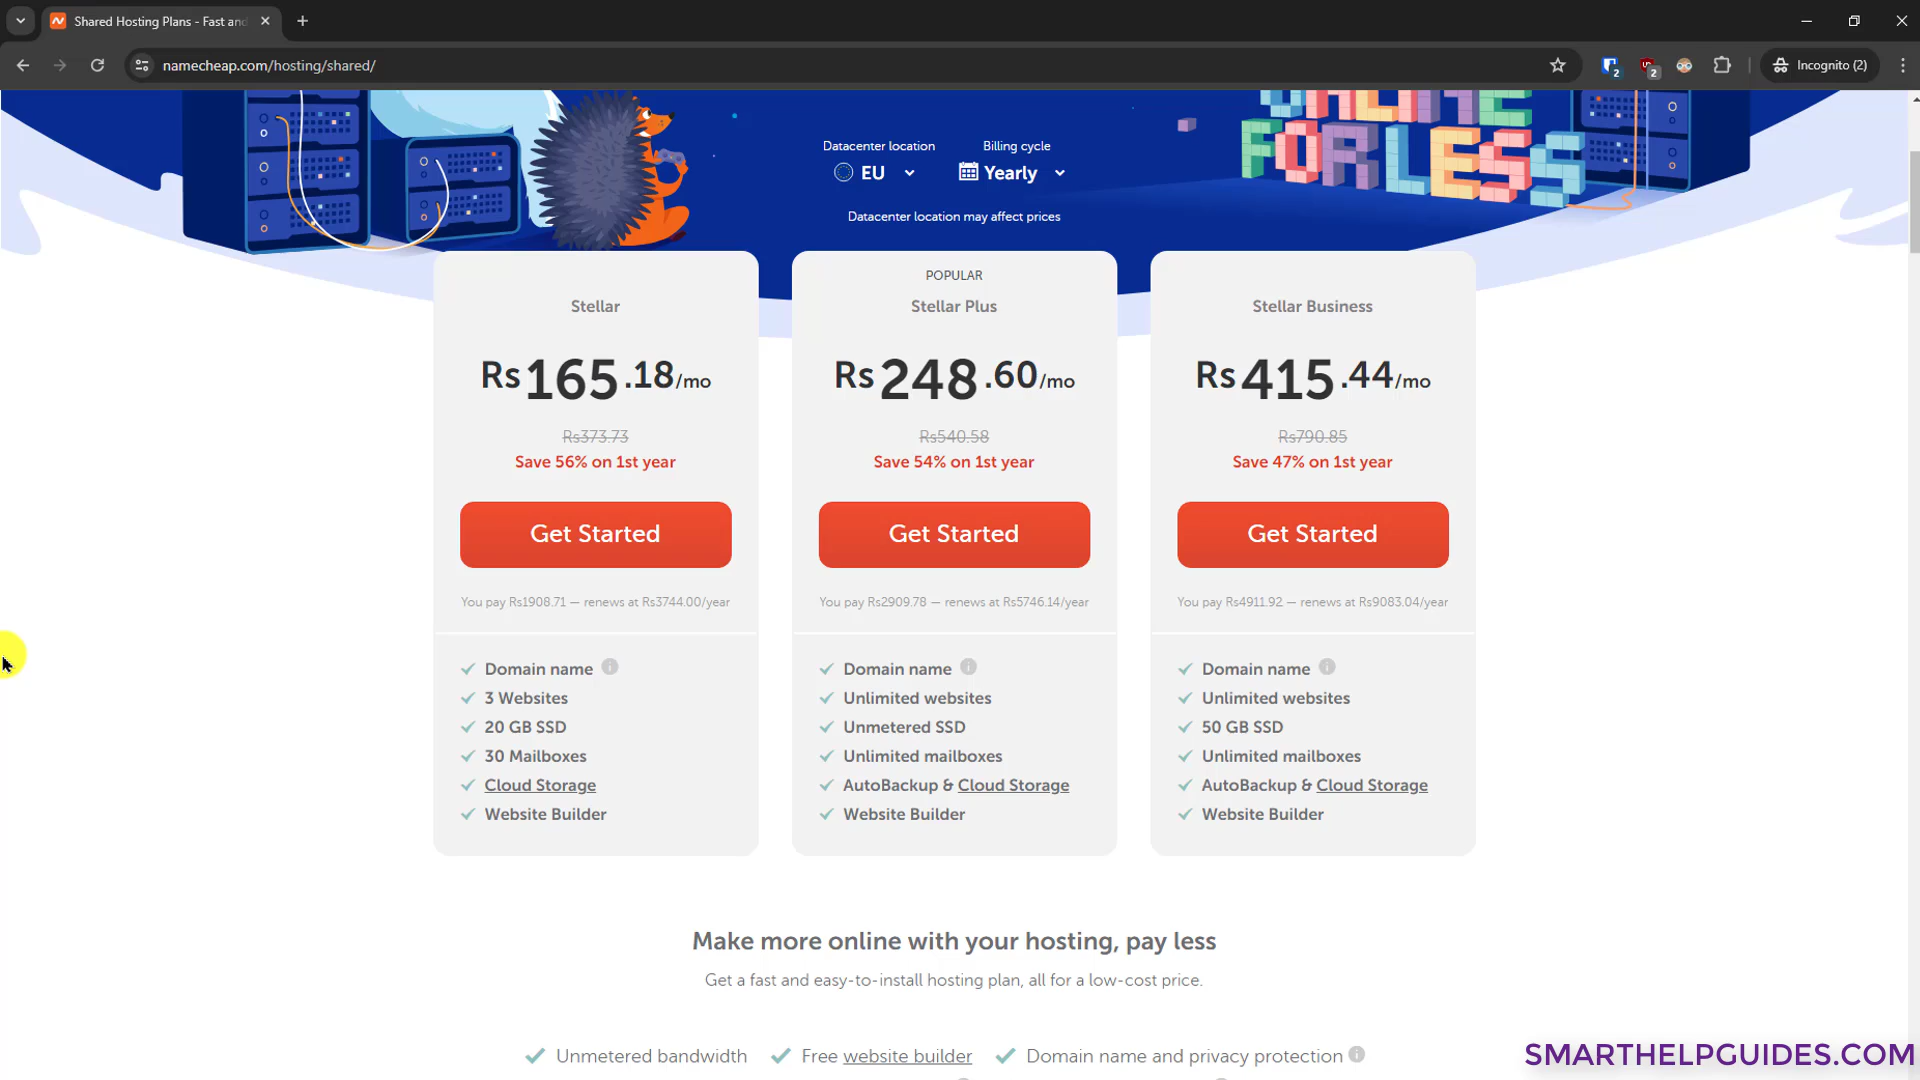 Shared Hosting Plans - Fast and
namecheap.com/hosting/shared/
2
2
Incognito (2)
FOR LESS
Datacenter location
Billing cycle
EU
Yearly
Datacenter location may affect prices
Stellar
Rs165.18/mo
Rs373.73
Save 56% on 1st year
Get Started
You pay Rs1908.71 — renews at Rs3744.00/year
Domain name
3 Websites
20 GB SSD
30 Mailboxes
Cloud Storage
Website Builder
POPULAR
Stellar Plus
Rs248.60/mo
Rs540.58
Save 54% on 1st year
Get Started
You pay Rs2909.78 — renews at Rs5746.14/year
Domain name
Unlimited websites
Unmetered SSD
Unlimited mailboxes
AutoBackup & Cloud Storage
Website Builder
Stellar Business
Rs415.44/mo
Rs790.85
Save 47% on 1st year
Get Started
You pay Rs4911.92 — renews at Rs9083.04/year
Domain name
Unlimited websites
50 GB SSD
Unlimited mailboxes
AutoBackup & Cloud Storage
Website Builder
Make more online with your hosting, pay less
Get a fast and easy-to-install hosting plan, all for a low-cost price.
Unmetered bandwidth
Free website builder
Domain name and privacy protection
SMARTHELPGUIDES.COM